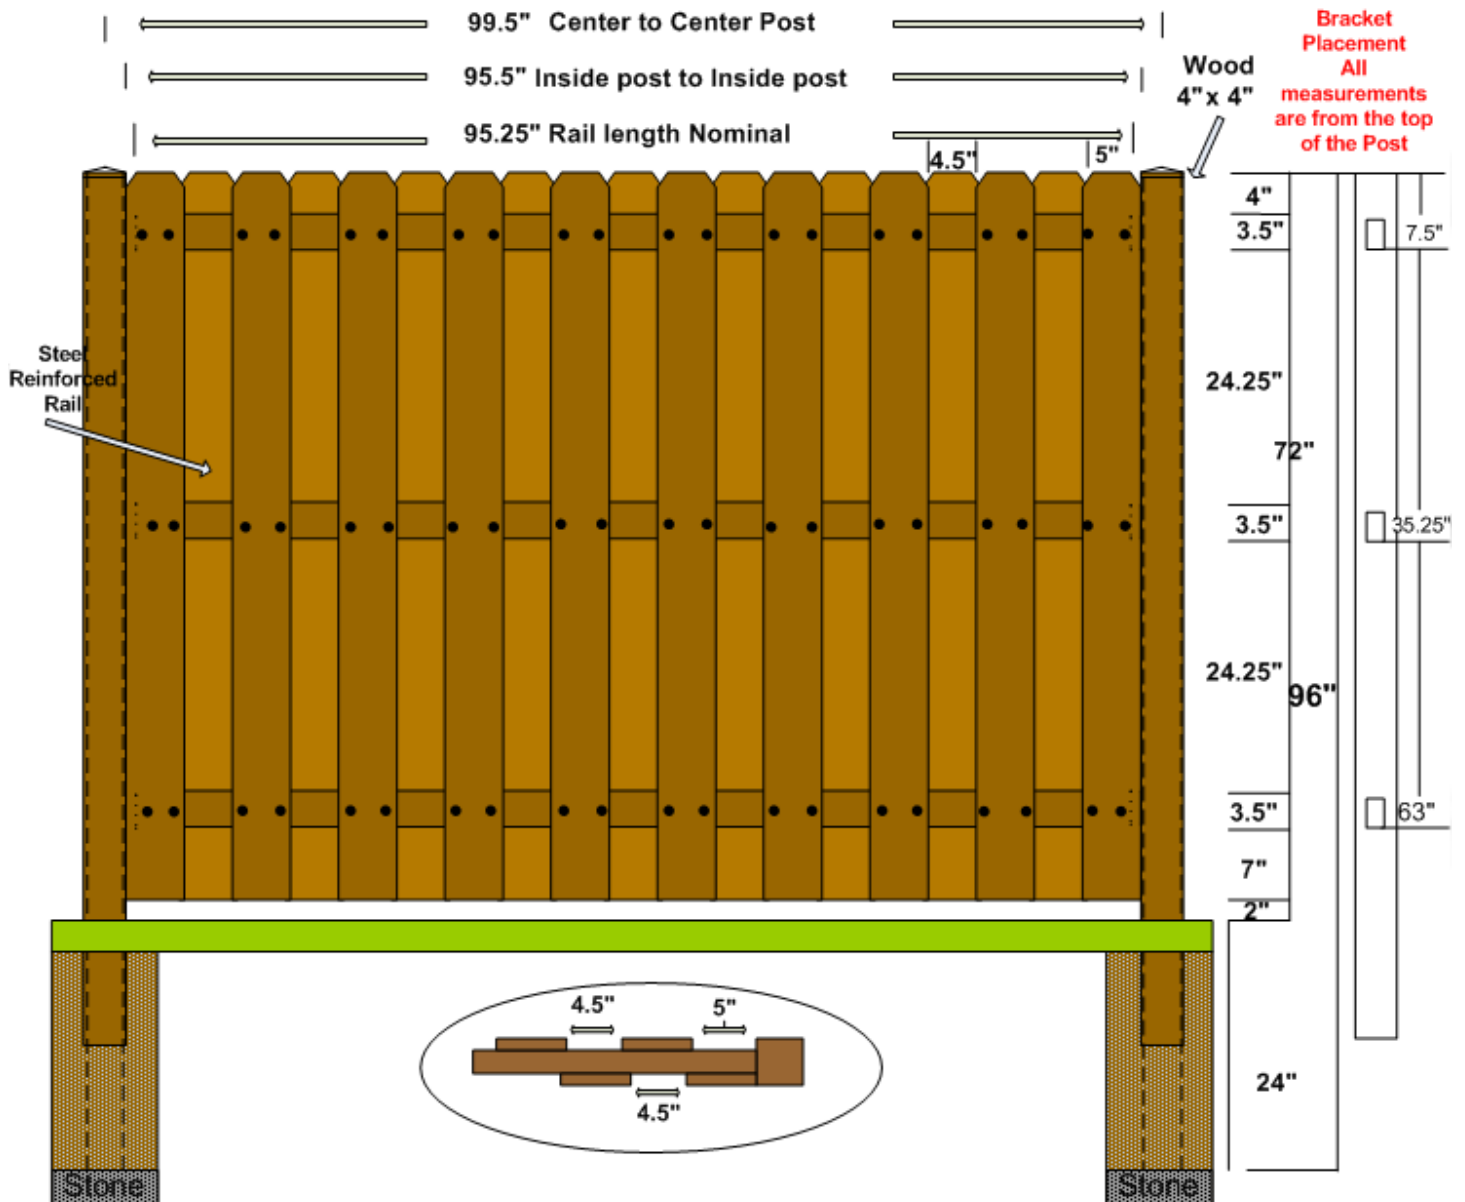 99.5" Center to Center Post
95.5" Inside post to Inside post
95.25" Rail length Nominal
4.5"
5"
Wood
4"x 4"
Bracket
Placement
All
measurements
are from the top
of the Post
4"
3.5"
7.5"
Steel
Reinforced
Rail
24.25"
72"
3.5"
35.25"
24.25"
96"
3.5"
63"
7"
2"
4.5"
5"
4.5"
24"
Stone
Stone